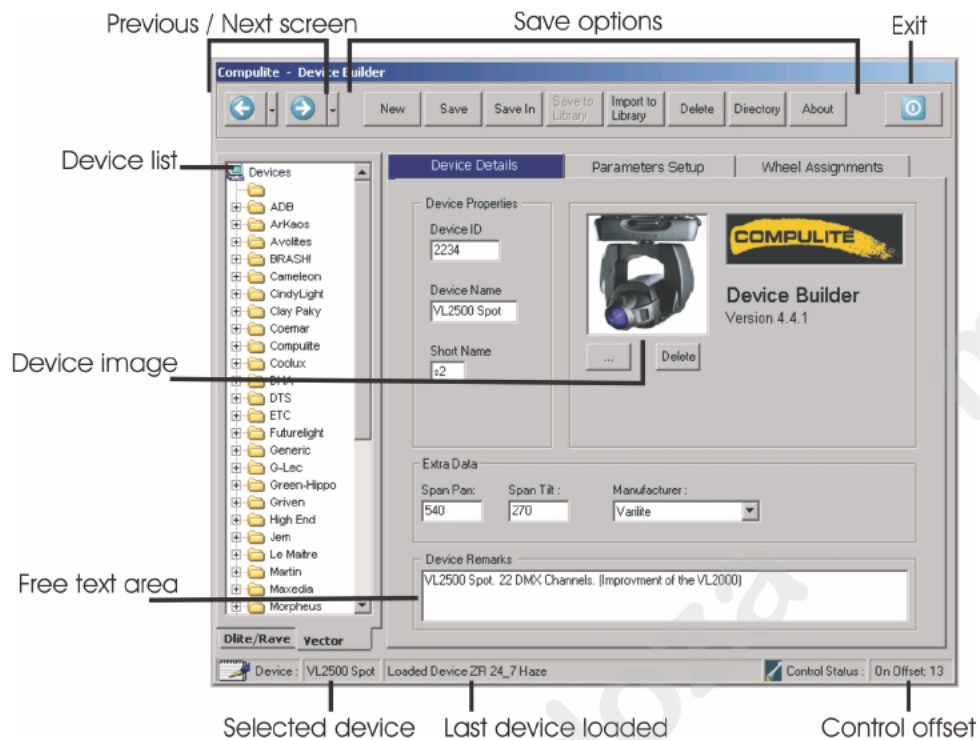 Previous / Next screen
Save options
Exit
Compulite - Device Builder
New
Save
Save In
Save to Library
Import to Library
Delete
Directory
About
Device list
Devices
ADB
ArKaos
Avolites
BRASH!
Cameleon
CindyLight
Clay Paky
Coemar
Compulite
Coolux
DHA
DTS
ETC
Futurelight
Generic
G-Lec
Green-Hippo
Griven
High End
Jem
Le Maitre
Martin
Maxedia
Morpheus
Dlite/Rave
Vector
Device Details
Parameters Setup
Wheel Assignments
Device Properties
Device ID
2234
Device Name
VL2500 Spot
Short Name
s2
Device image
...
Delete
COMPULITE
Device Builder
Version 4.4.1
Extra Data
Span Pan:
540
Span Tilt :
270
Manufacturer :
Varilite
Free text area
Device Remarks
VL2500 Spot. 22 DMX Channels. (Improvment of the VL2000)
Device :
VL2500 Spot
Loaded Device ZR 24_7 Haze
Control Status :
On Offset: 13
Selected device
Last device loaded
Control offset